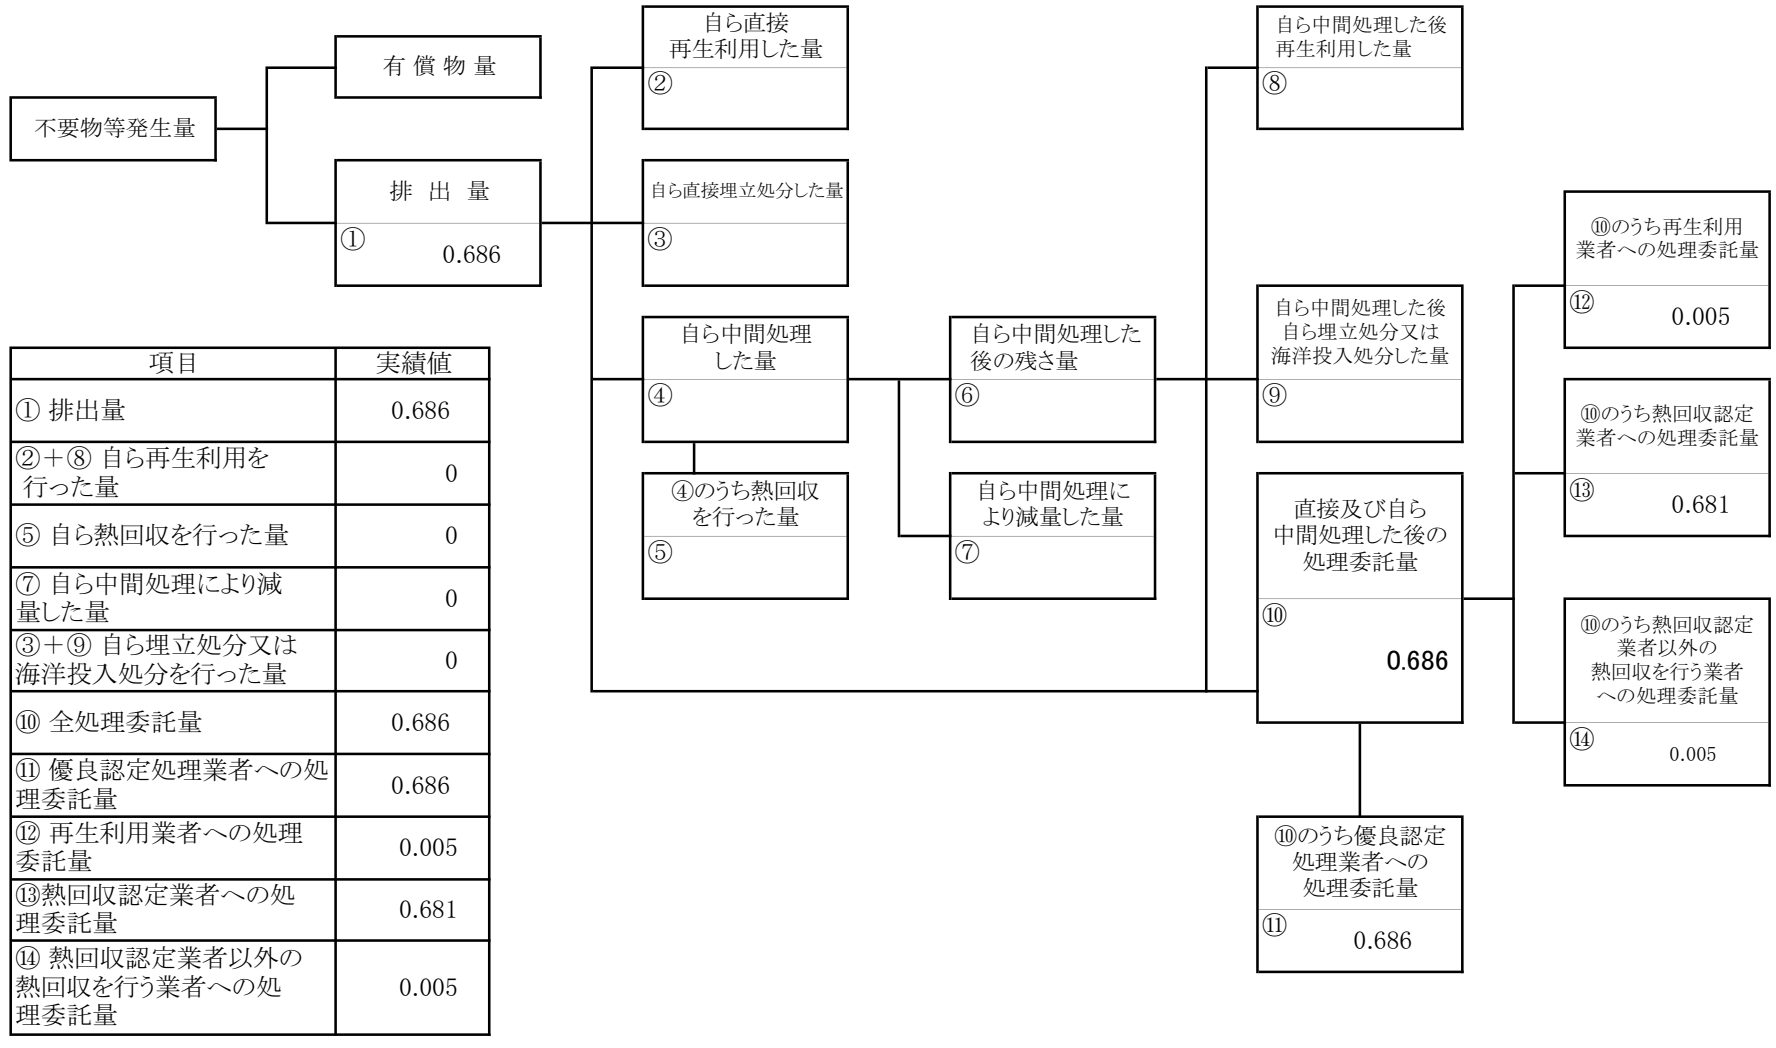 不要物等発生量
有 償 物 量
排 出 量
①
0.686
自ら直接
再生利用した量
②
自ら直接埋立処分した量
③
自ら中間処理
した量
④
④のうち熱回収
を行った量
⑤
自ら中間処理した
後の残さ量
⑥
自ら中間処理に
より減量した量
⑦
自ら中間処理した後
再生利用した量
⑧
自ら中間処理した後
自ら埋立処分又は
海洋投入処分した量
⑨
直接及び自ら
中間処理した後の
処理委託量
⑩
0.686
⑩のうち優良認定
処理業者への
処理委託量
⑪
0.686
⑩のうち再生利用
業者への処理委託量
⑫
0.005
⑩のうち熱回収認定
業者への処理委託量
⑬
0.681
⑩のうち熱回収認定
業者以外の
熱回収を行う業者
への処理委託量
⑭
0.005
項目 実績値
① 排出量 0.686
②＋⑧ 自ら再生利用を
行った量 0
⑤ 自ら熱回収を行った量 0
⑦ 自ら中間処理により減
量した量 0
③＋⑨ 自ら埋立処分又は
海洋投入処分を行った量 0
⑩ 全処理委託量 0.686
⑪ 優良認定処理業者への処
理委託量 0.686
⑫ 再生利用業者への処理
委託量 0.005
⑬熱回収認定業者への処
理委託量 0.681
⑭ 熱回収認定業者以外の
熱回収を行う業者への処
理委託量 0.005